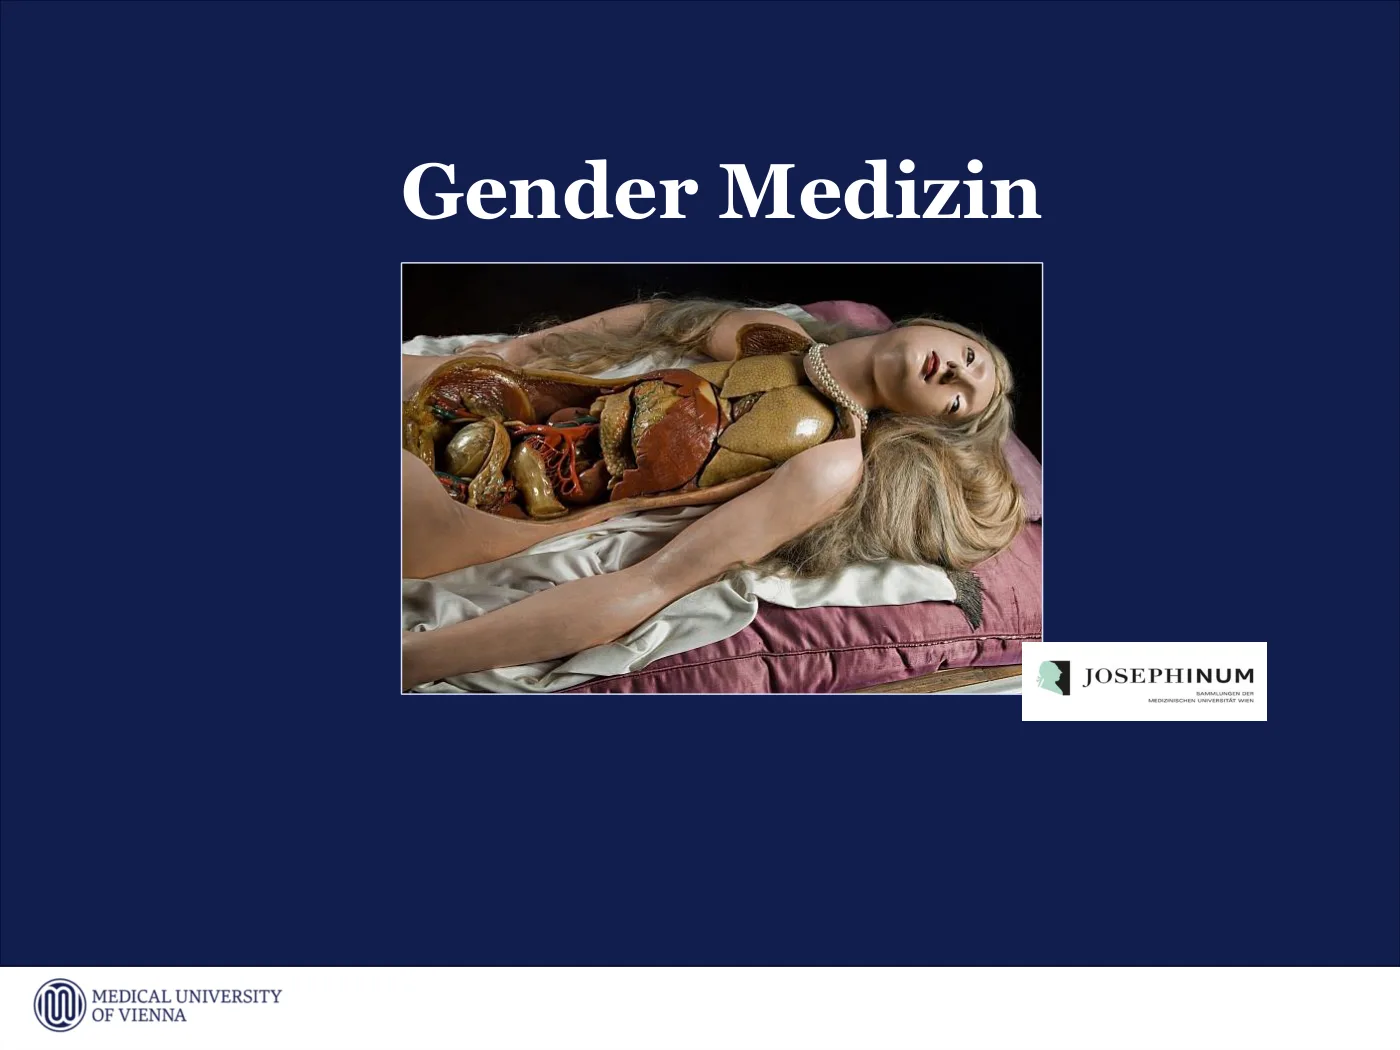 Gender Medizin
JOSEPHINUM
SAMMLUNGEN DER
MEDIZINISCHEN UNIVERSITÄT WIEN
MEDICAL UNIVERSITY
OF VIENNA